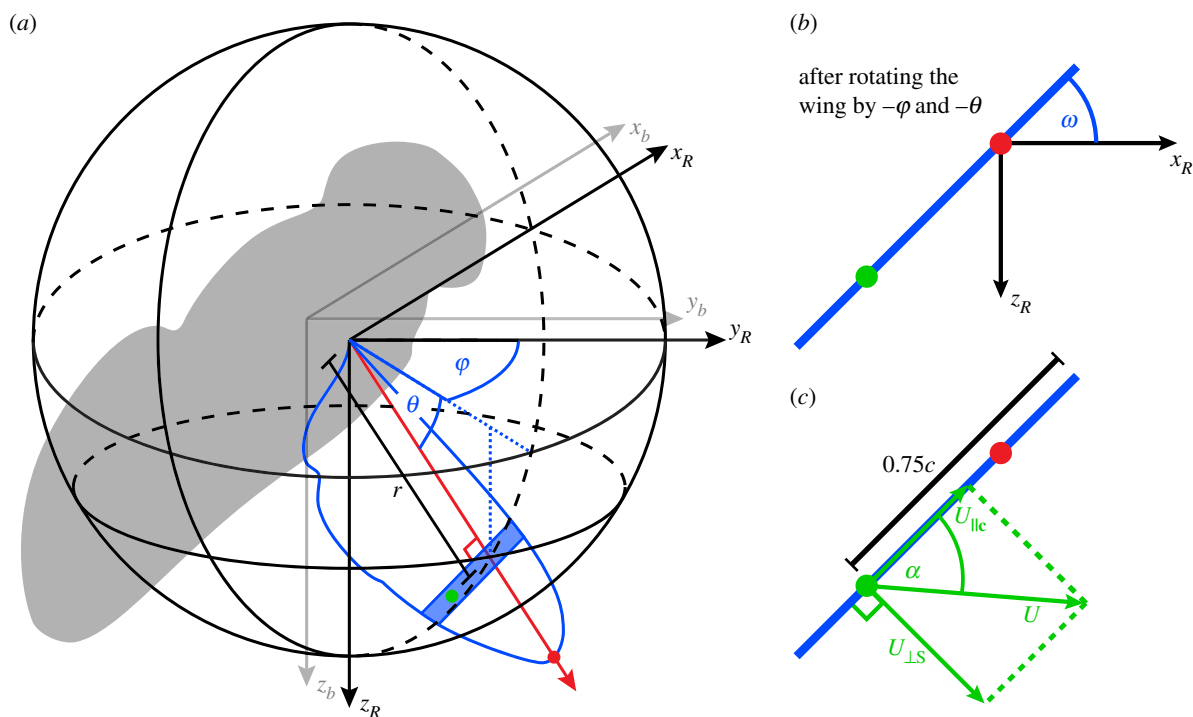 (a)
x_b
x_R
y_b
y_R
φ
θ
r
z_b
z_R
(b)
after rotating the
wing by –φ and –θ
ω
x_R
z_R
(c)
0.75c
U_∥c
α
U
U_⊥S